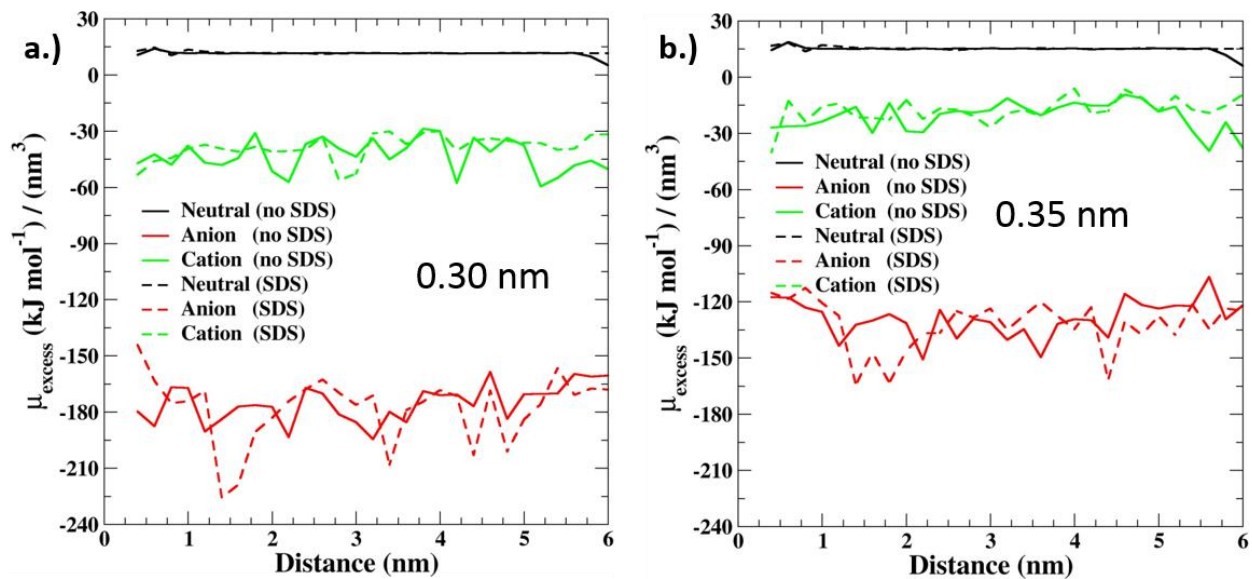 a.)
30
0
-30
-60
-90
-120
-150
-180
-210
-240
μexcess (kJ mol⁻¹) / (nm³
Neutral (no SDS)
Anion (no SDS)
Cation (no SDS)
Neutral (SDS)
Anion (SDS)
Cation (SDS)
0.30 nm
0 1 2 3 4 5 6
Distance (nm)
b.)
30
0
-30
-60
-90
-120
-150
-180
-210
-240
μexcess (kJ mol⁻¹) / (nm³
Neutral (no SDS)
Anion (no SDS)
Cation (no SDS)
Neutral (SDS)
Anion (SDS)
Cation (SDS)
0.35 nm
0 1 2 3 4 5 6
Distance (nm)